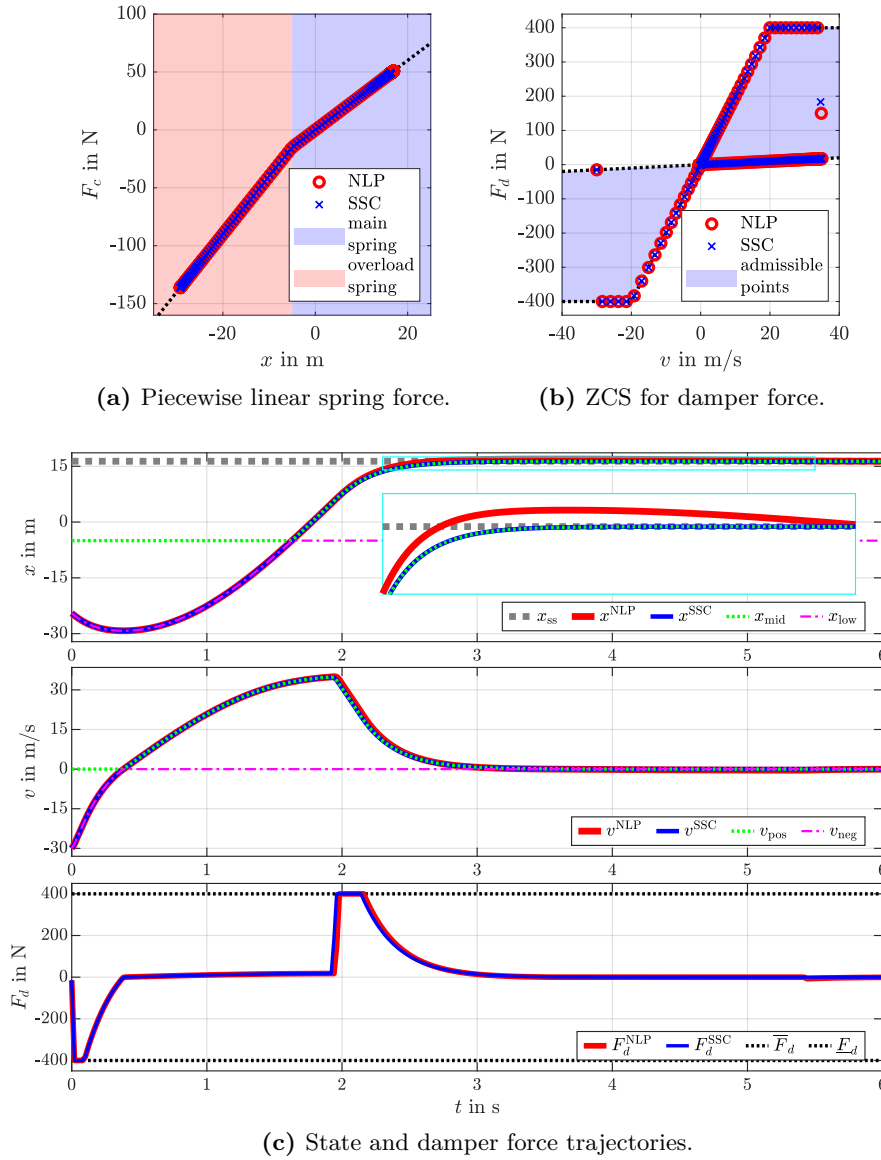 100
50
0
-50
-100
-150
F_c in N
NLP
SSC
main
spring
overload
spring
-20
0
20
x in m
400
200
0
-200
-400
F_d in N
NLP
SSC
admissible
points
-40
-20
0
20
40
v in m/s
(a) Piecewise linear spring force.
(b) ZCS for damper force.
15
0
-15
-30
x in m
x_ss x^NLP x^SSC x_mid x_low
0 1 2 3 4 5 6
30
15
0
-15
-30
v in m/s
v^NLP v^SSC v_pos v_neg
0 1 2 3 4 5 6
400
200
0
-200
-400
F_d in N
F_d^NLP F_d^SSC F̅_d F̲_d
0 1 2 3 4 5 6
t in s
(c) State and damper force trajectories.